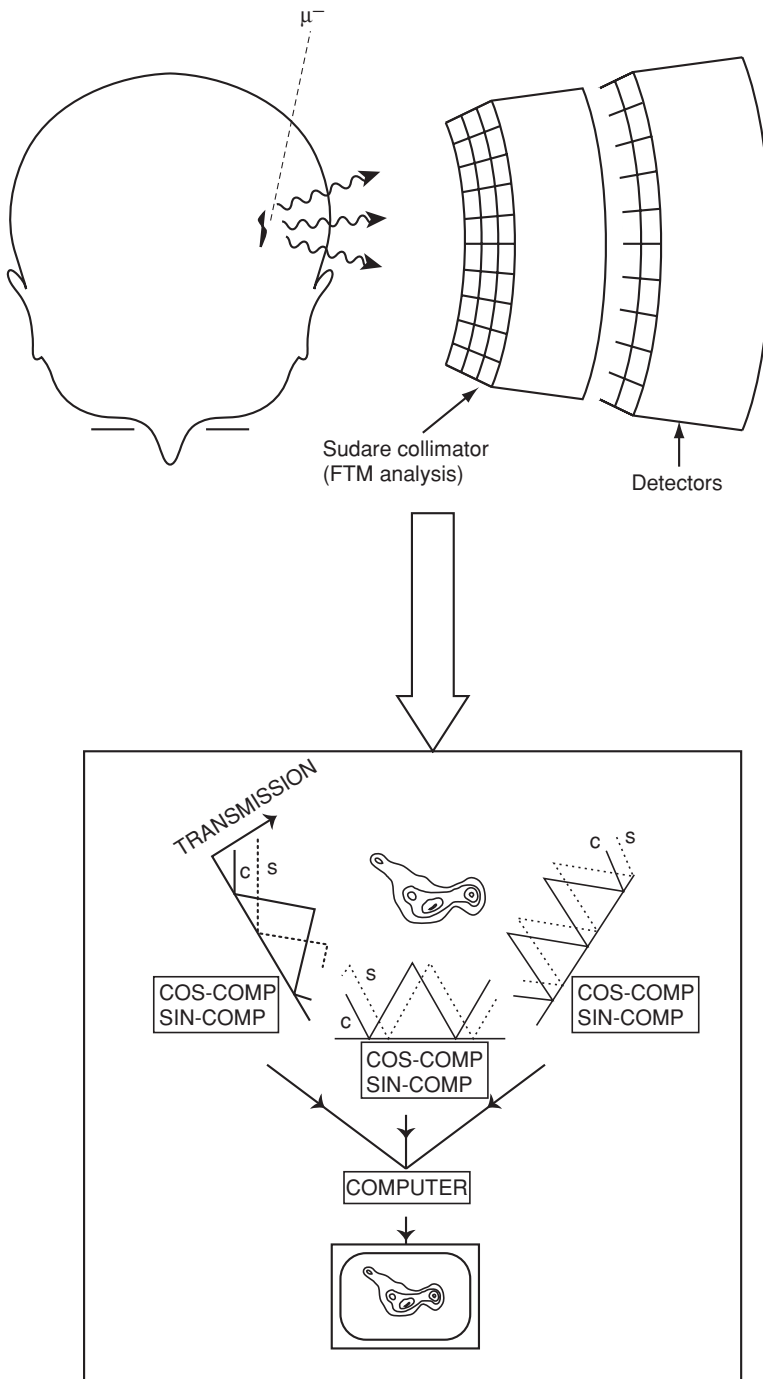 μ⁻
Sudare collimator
(FTM analysis)
Detectors
TRANSMISSION
c s
c s
s
c
COS-COMP
SIN-COMP
COS-COMP
SIN-COMP
COS-COMP
SIN-COMP
COMPUTER